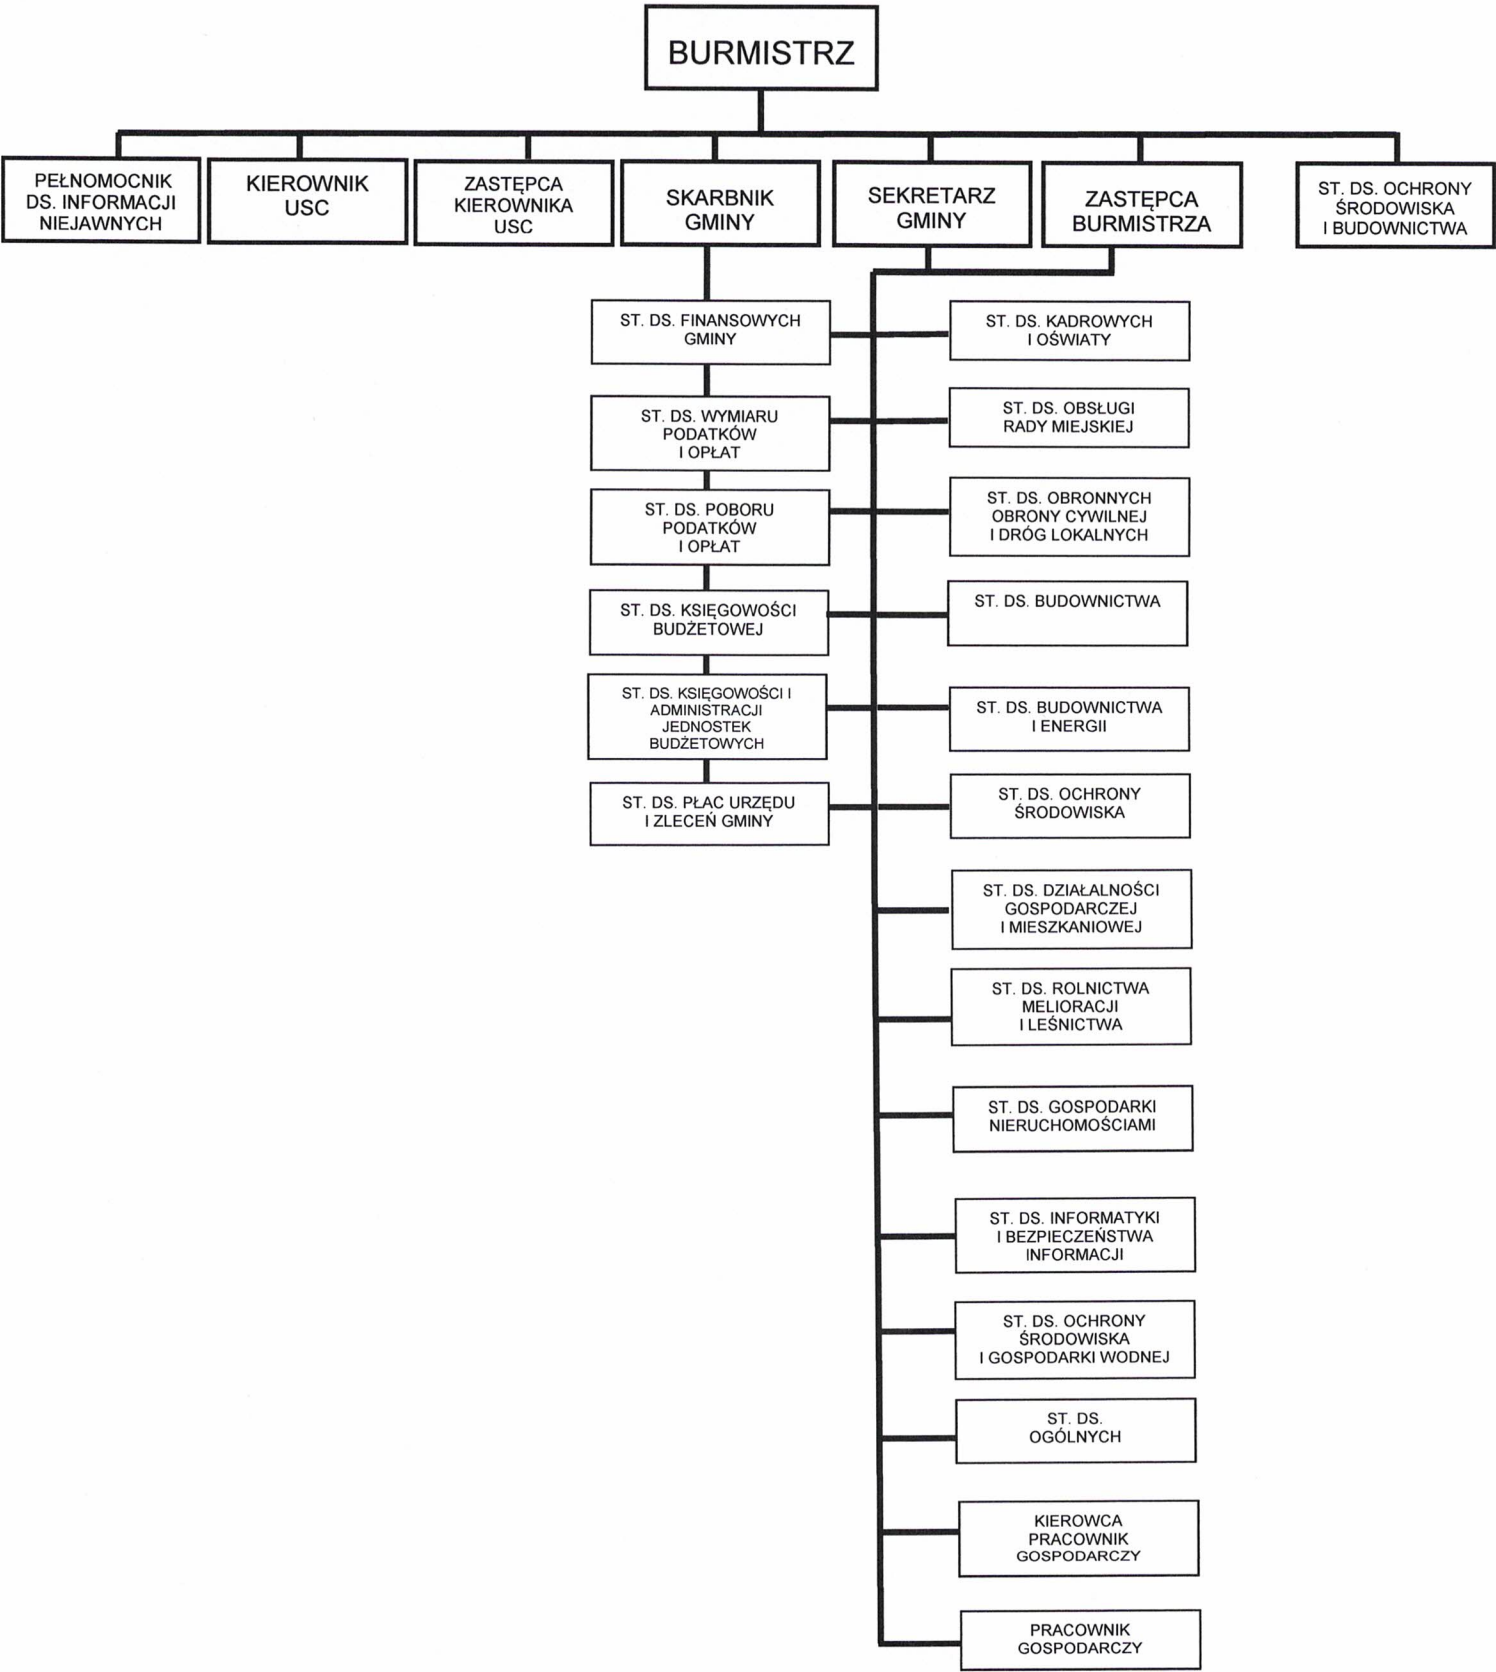 BURMISTRZ
PEŁNOMOCNIK
DS. INFORMACJI
NIEJAWNYCH
KIEROWNIK
USC
ZASTĘPCA
KIEROWNIKA
USC
SKARBNIK
GMINY
SEKRETARZ
GMINY
ZASTĘPCA
BURMISTRZA
ST. DS. OCHRONY
ŚRODOWISKA
I BUDOWNICTWA
ST. DS. FINANSOWYCH
GMINY
ST. DS. WYMIARU
PODATKÓW
I OPŁAT
ST. DS. POBORU
PODATKÓW
I OPŁAT
ST. DS. KSIĘGOWOŚCI
BUDŻETOWEJ
ST. DS. KSIĘGOWOŚCI I
ADMINISTRACJI
JEDNOSTEK
BUDŻETOWYCH
ST. DS. PŁAC URZĘDU
I ZLECEŃ GMINY
ST. DS. KADROWYCH
I OŚWIATY
ST. DS. OBSŁUGI
RADY MIEJSKIEJ
ST. DS. OBRONNYCH
OBRONY CYWILNEJ
I DRÓG LOKALNYCH
ST. DS. BUDOWNICTWA
ST. DS. BUDOWNICTWA
I ENERGII
ST. DS. OCHRONY
ŚRODOWISKA
ST. DS. DZIAŁALNOŚCI
GOSPODARCZEJ
I MIESZKANIOWEJ
ST. DS. ROLNICTWA
MELIORACJI
I LEŚNICTWA
ST. DS. GOSPODARKI
NIERUCHOMOŚCIAMI
ST. DS. INFORMATYKI
I BEZPIECZEŃSTWA
INFORMACJI
ST. DS. OCHRONY
ŚRODOWISKA
I GOSPODARKI WODNEJ
ST. DS.
OGÓLNYCH
KIEROWCA
PRACOWNIK
GOSPODARCZY
PRACOWNIK
GOSPODARCZY